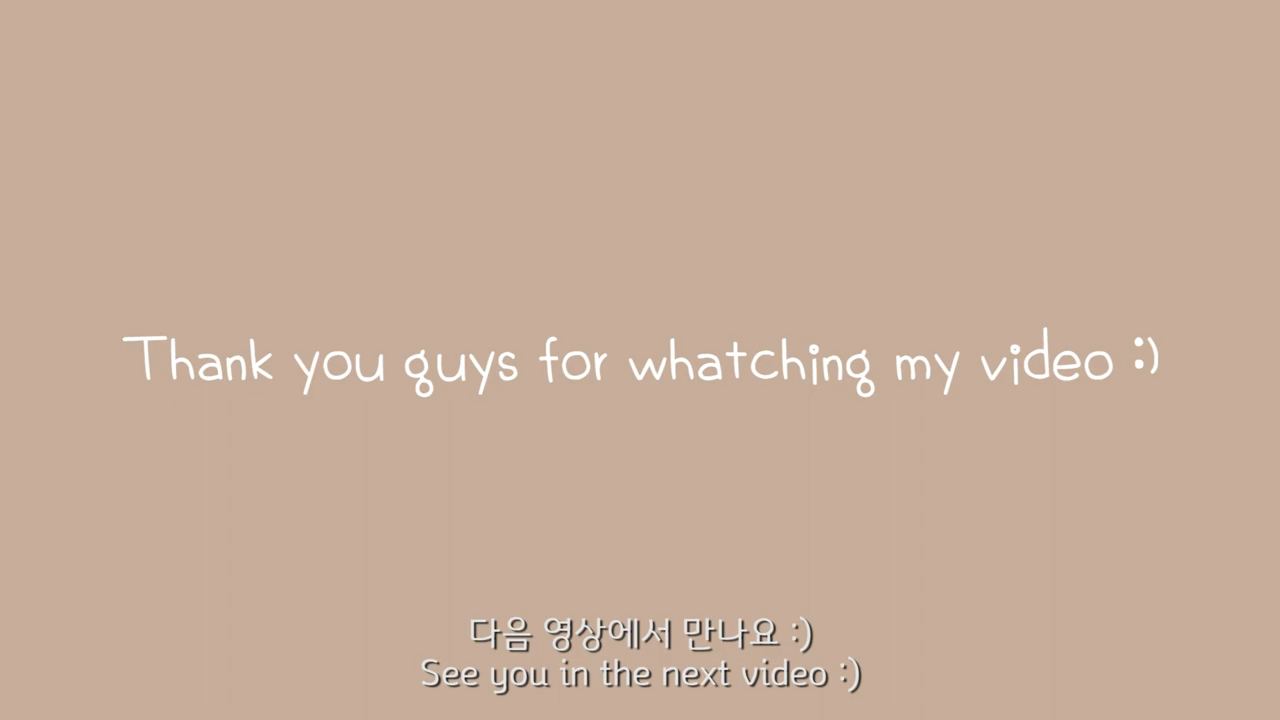 Thank you guys for whatching my video :)
다음 영상에서 만나요 :)
See you in the next video :)